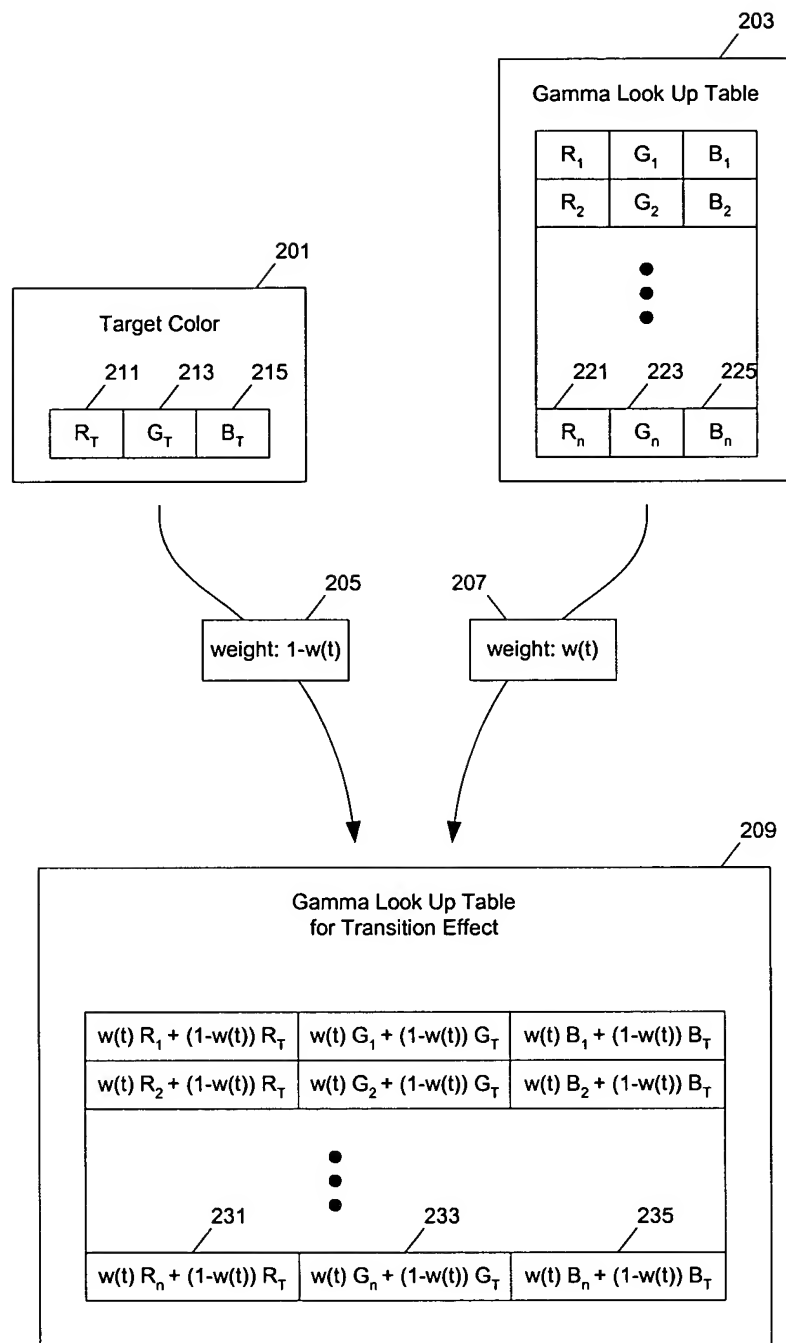 203
Gamma Look Up Table
R1 G1 B1
R2 G2 B2
201
Target Color
211 213 215
RT GT BT
221 223 225
Rn Gn Bn
205
weight: 1-w(t)
207
weight: w(t)
209
Gamma Look Up Table
for Transition Effect
w(t) R1 + (1-w(t)) RT w(t) G1 + (1-w(t)) GT w(t) B1 + (1-w(t)) BT
w(t) R2 + (1-w(t)) RT w(t) G2 + (1-w(t)) GT w(t) B2 + (1-w(t)) BT
231 233 235
w(t) Rn + (1-w(t)) RT w(t) Gn + (1-w(t)) GT w(t) Bn + (1-w(t)) BT